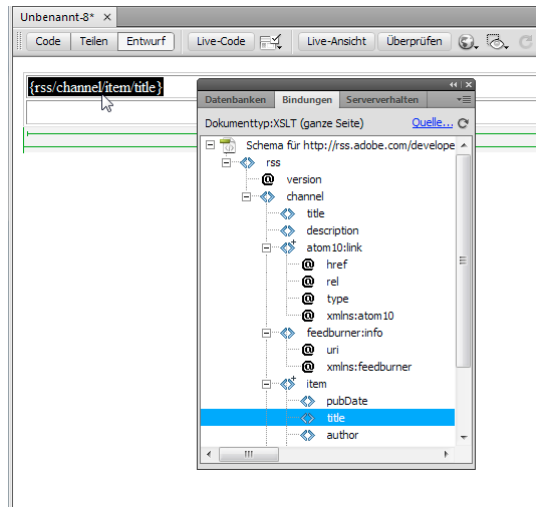 Unbenannt-8* ×
Code Teilen Entwurf Live-Code Live-Ansicht Überprüfen
{rss/channel/item/title}
Datenbanken Bindungen Serververhalten
Dokumenttyp:XSLT (ganze Seite) Quelle...
Schema für http://rss.adobe.com/develope
rss
version
channel
title
description
atom10:link
href
rel
type
xmlns:atom10
feedburner:info
uri
xmlns:feedburner
item
pubDate
title
author